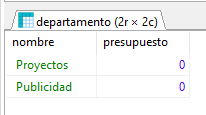 departamento (2r × 2c)
nombre presupuesto
Proyectos 0
Publicidad 0